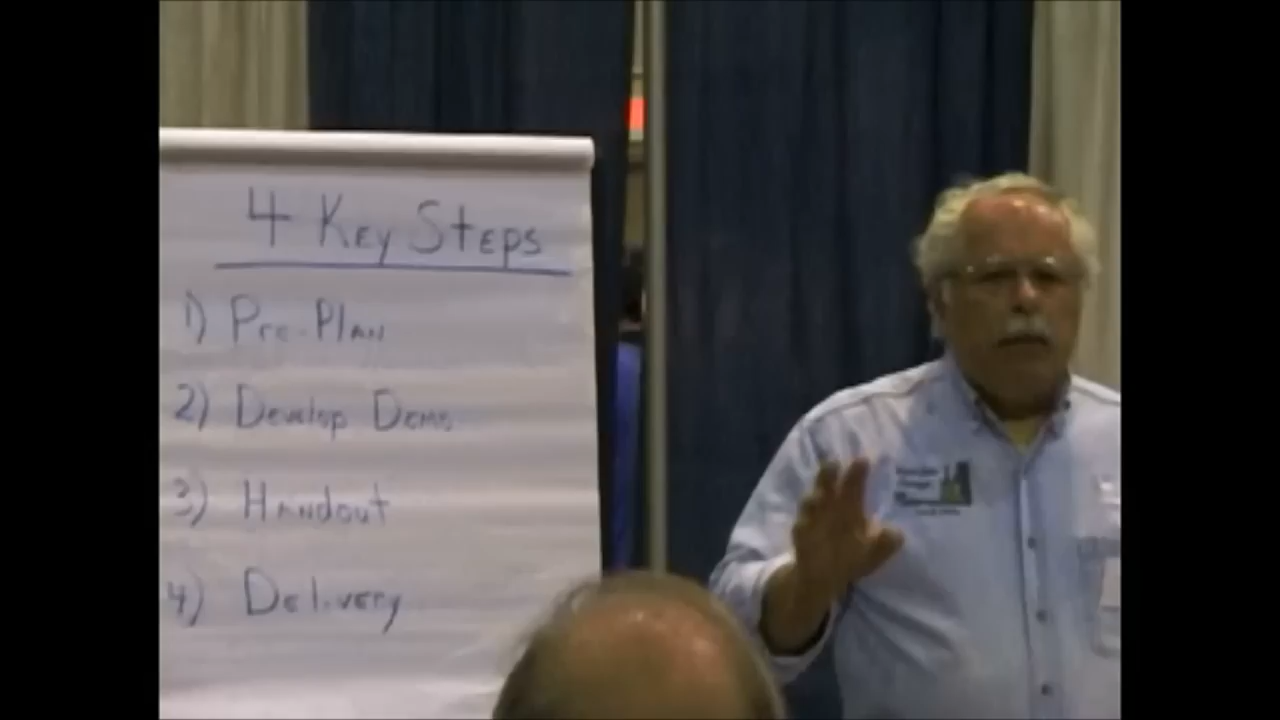 4 Key Steps
1) Pre-Plan
2) Develop Demo
3) Handout
4) Delivery